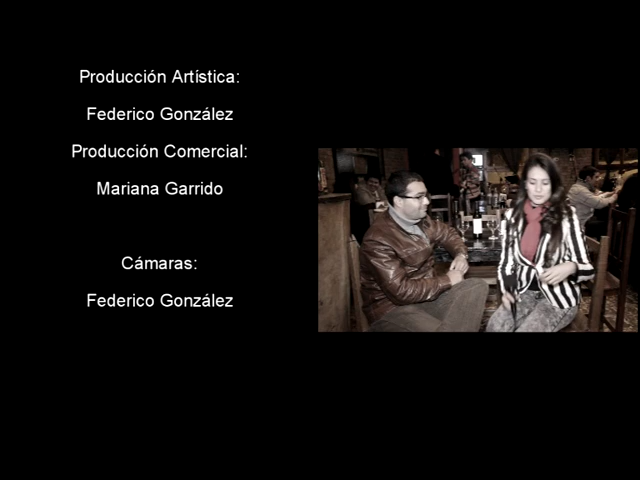 Producción Artística:
Federico González
Producción Comercial:
Mariana Garrido
Cámaras:
Federico González